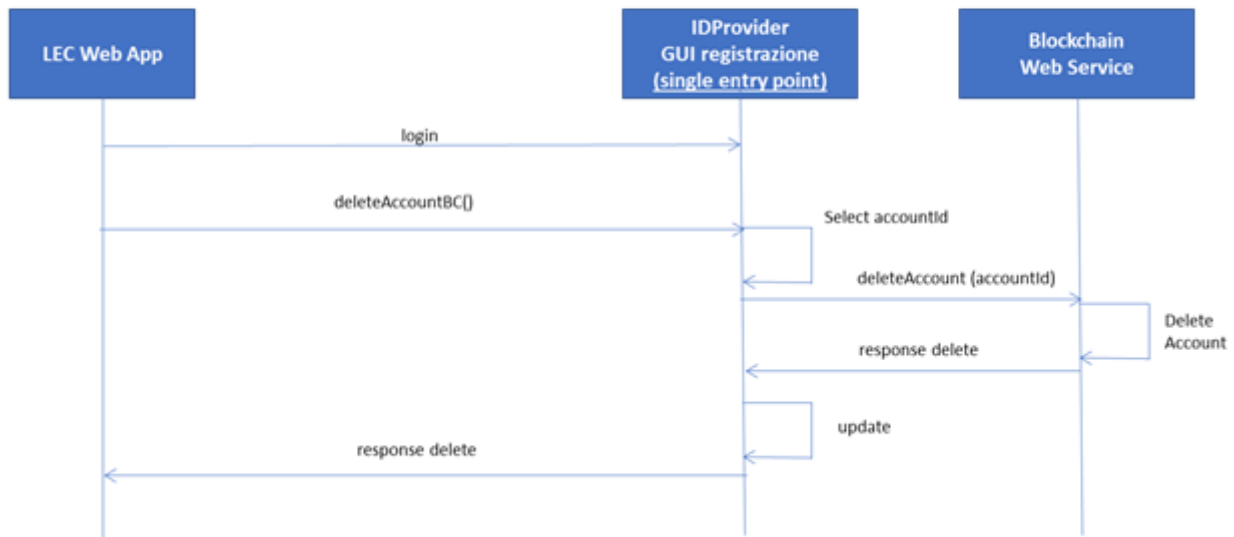 LEC Web App
IDProvider
GUI registrazione
(single entry point)
Blockchain
Web Service
login
deleteAccountBC()
Select accountId
deleteAccount (accountId)
Delete
Account
response delete
update
response delete